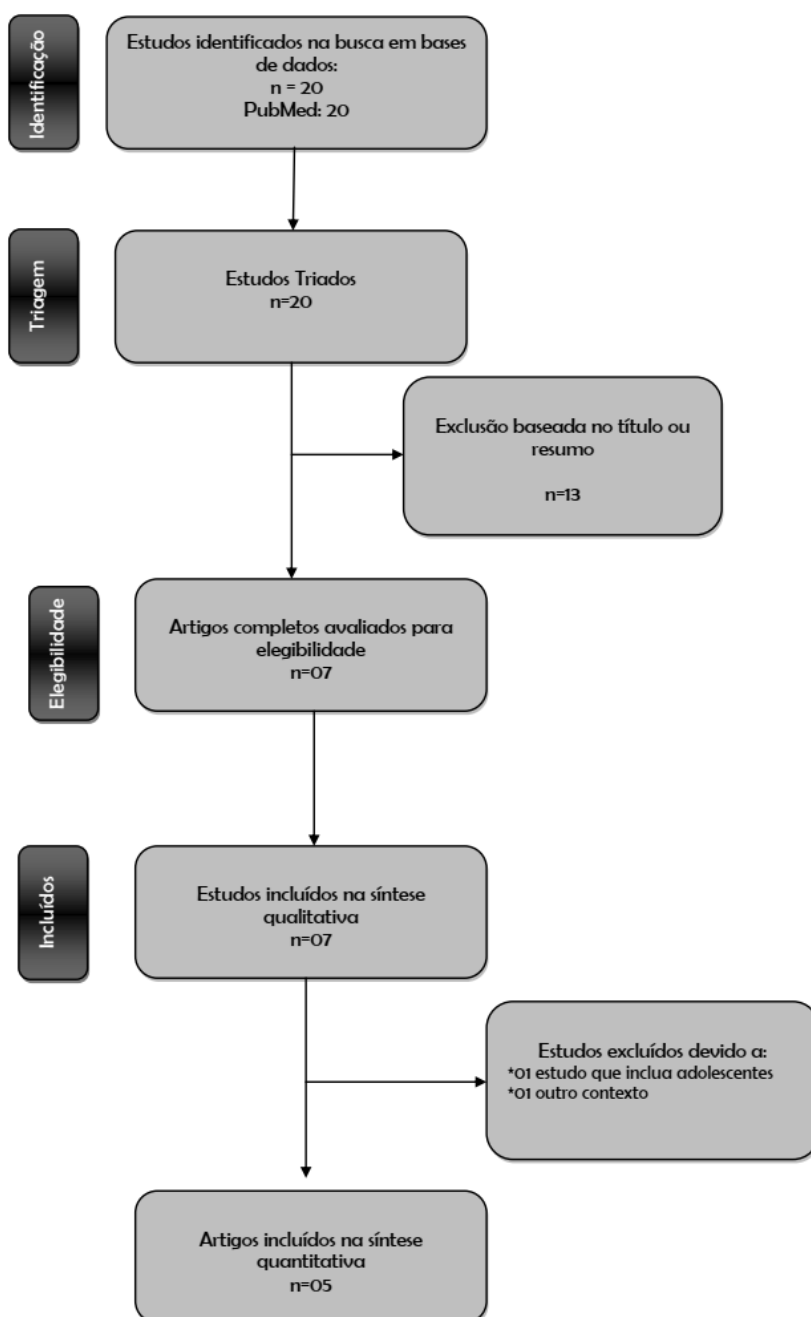 Identificação
Estudos identificados na busca em bases
de dados:
n = 20
PubMed: 20
Triagem
Estudos Triados
n=20
Exclusão baseada no título ou
resumo
n=13
Elegibilidade
Artigos completos avaliados para
elegibilidade
n=07
Incluídos
Estudos incluídos na síntese
qualitativa
n=07
Estudos excluídos devido a:
*01 estudo que inclua adolescentes
*01 outro contexto
Artigos incluídos na síntese
quantitativa
n=05